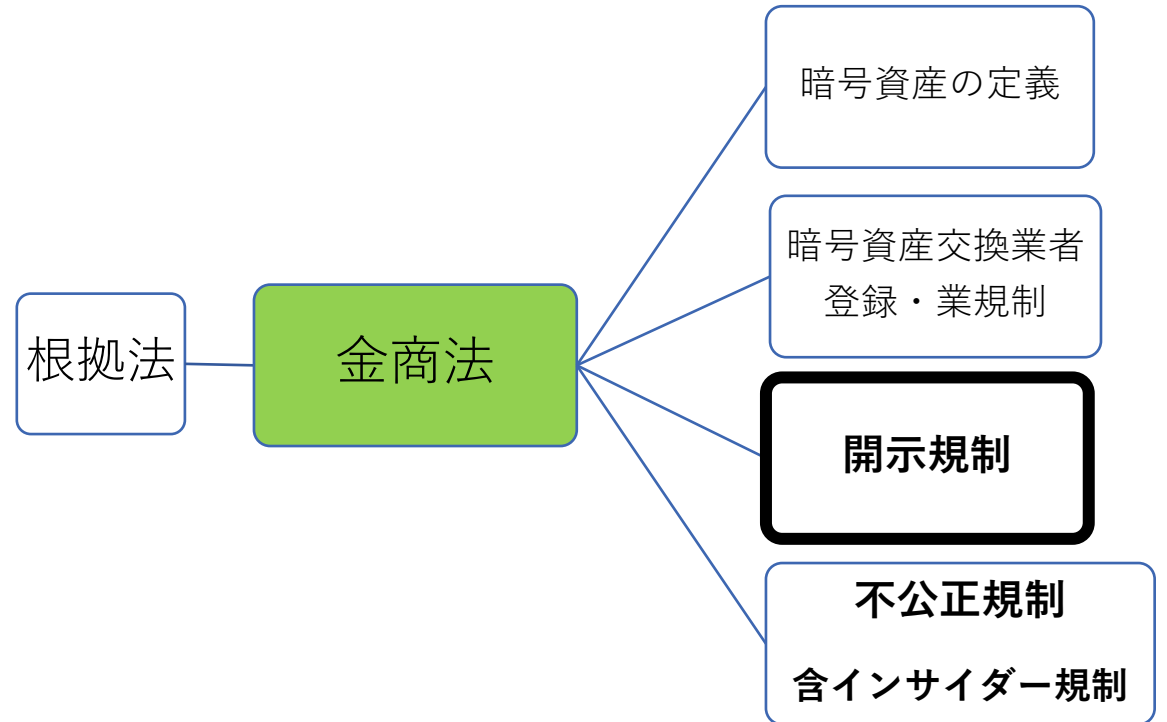 根拠法
金商法
暗号資産の定義
暗号資産交換業者
登録・業規制
開示規制
不公正規制
含インサイダー規制